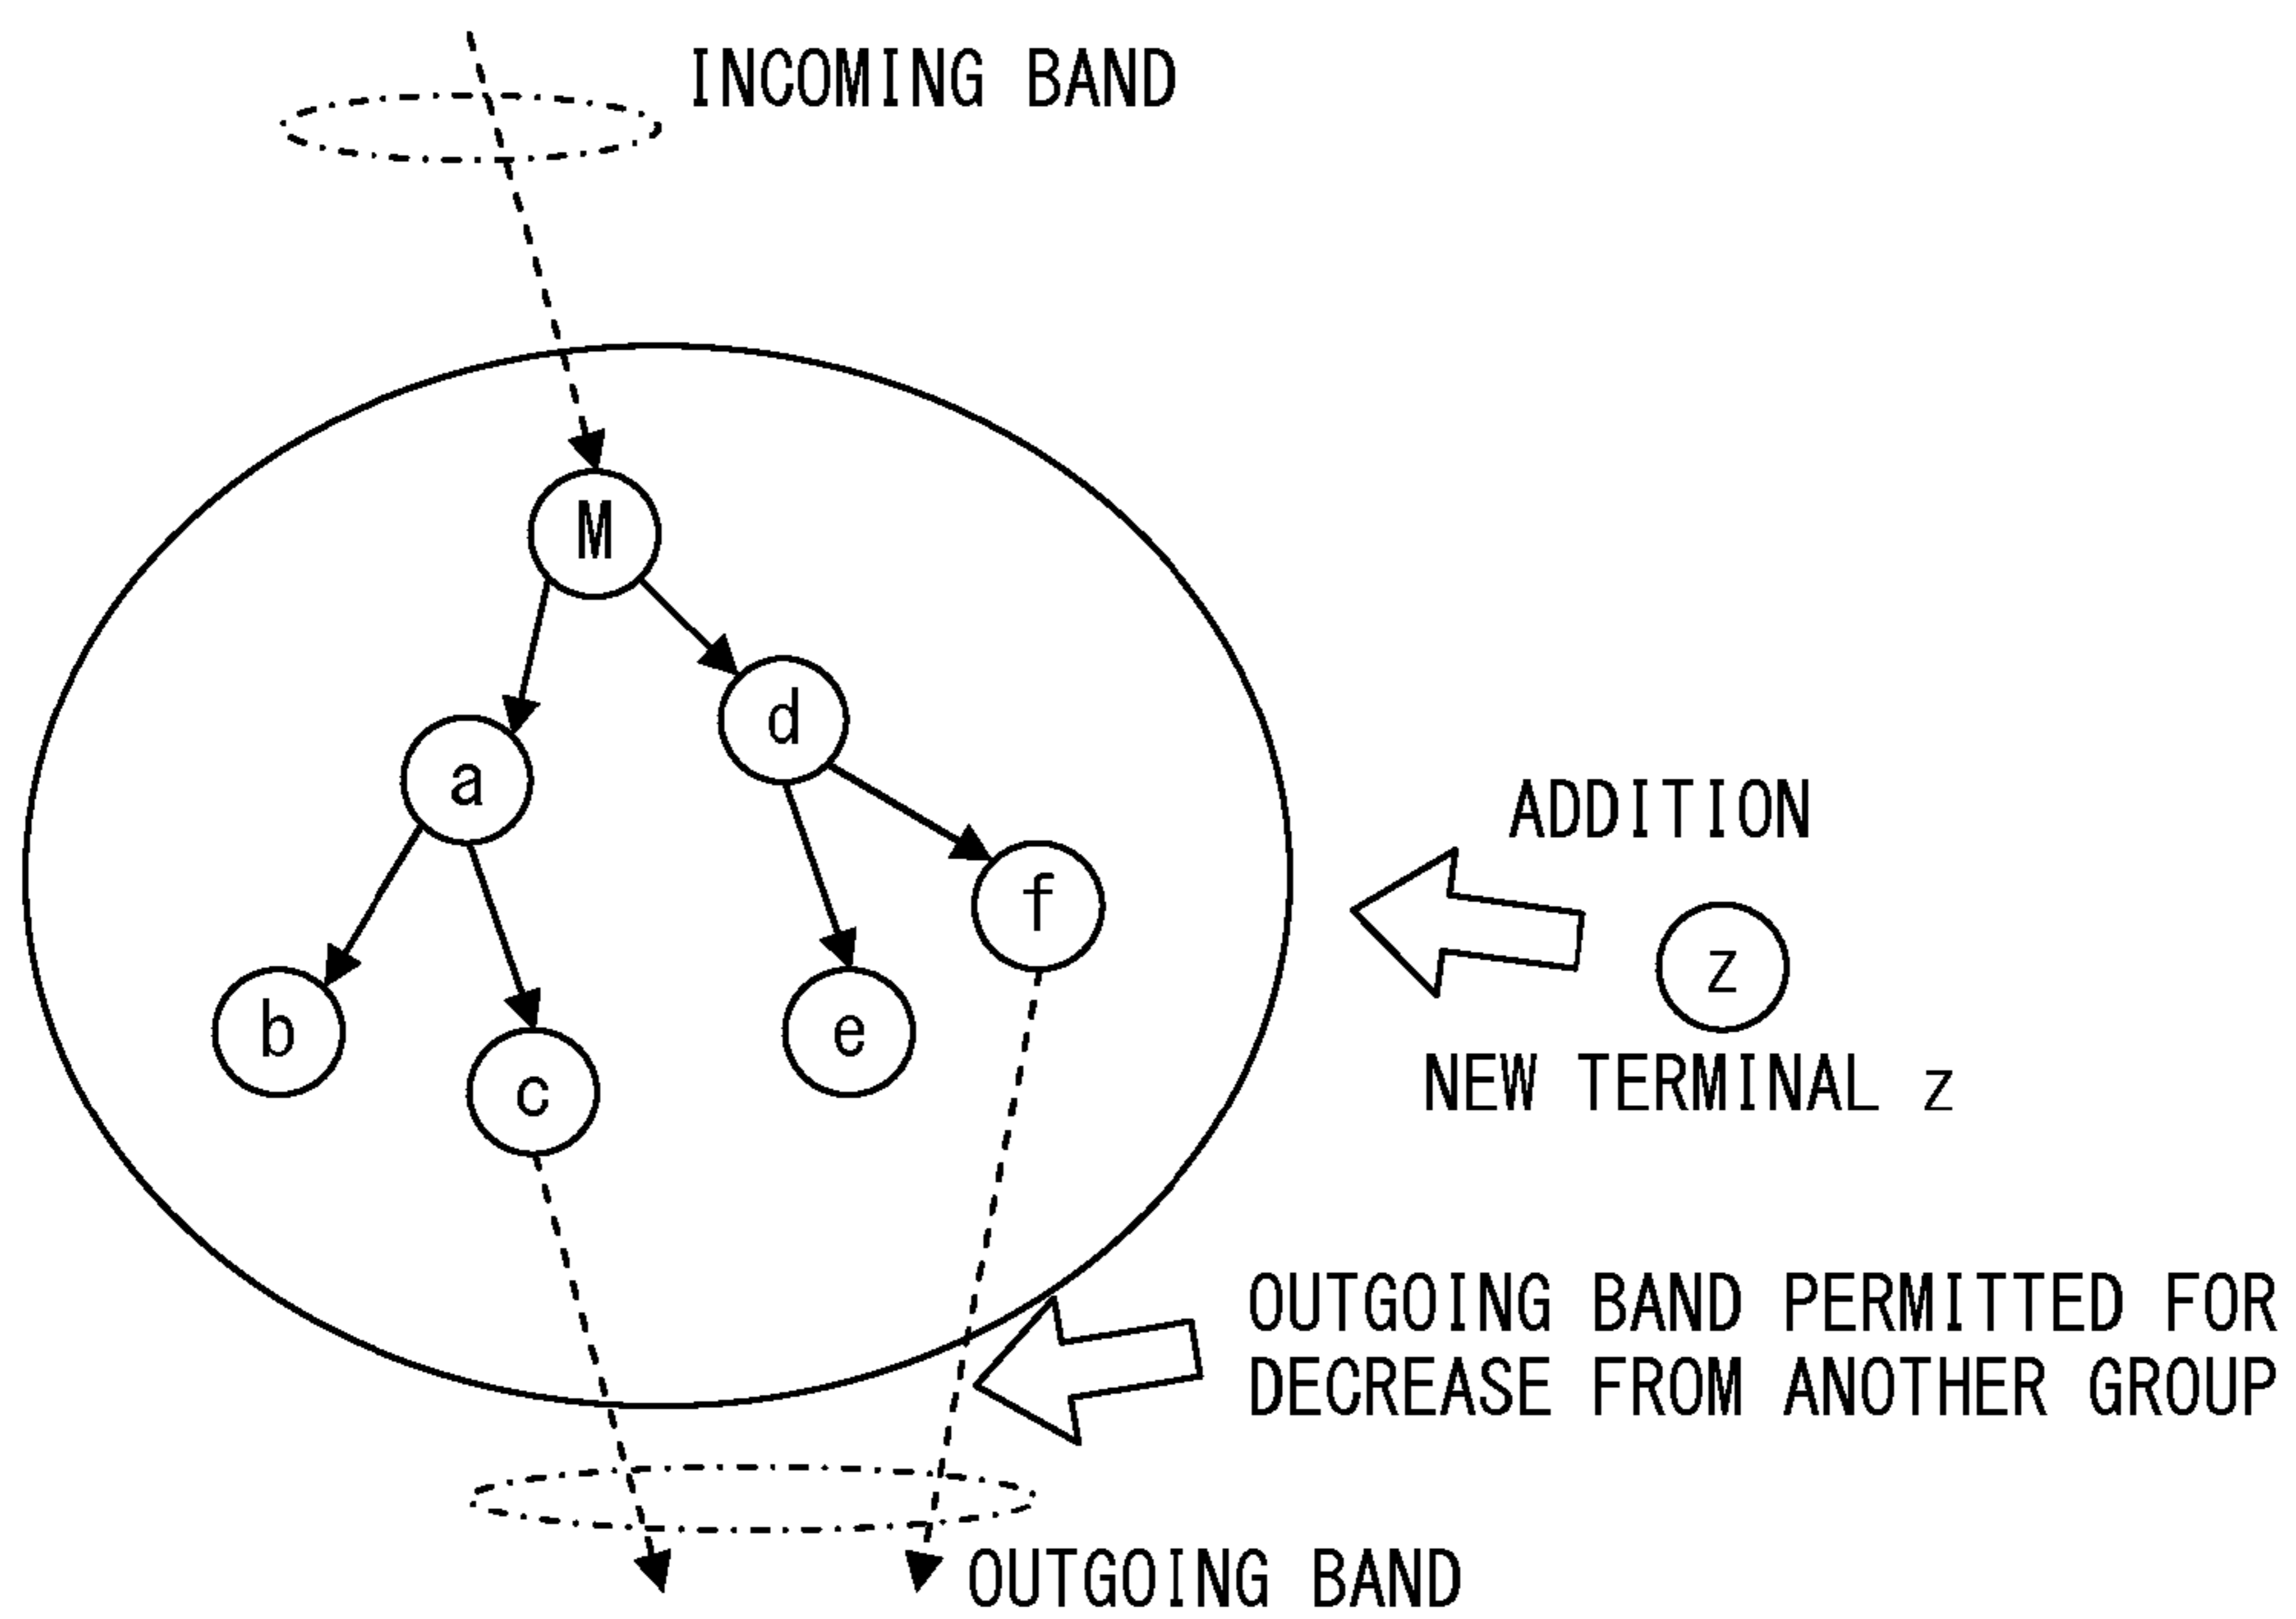 INCOMING BAND
M
d
a
ADDITION
f
z
b
e
c
NEW TERMINAL z
OUTGOING BAND PERMITTED FOR
DECREASE FROM ANOTHER GROUP
OUTGOING BAND